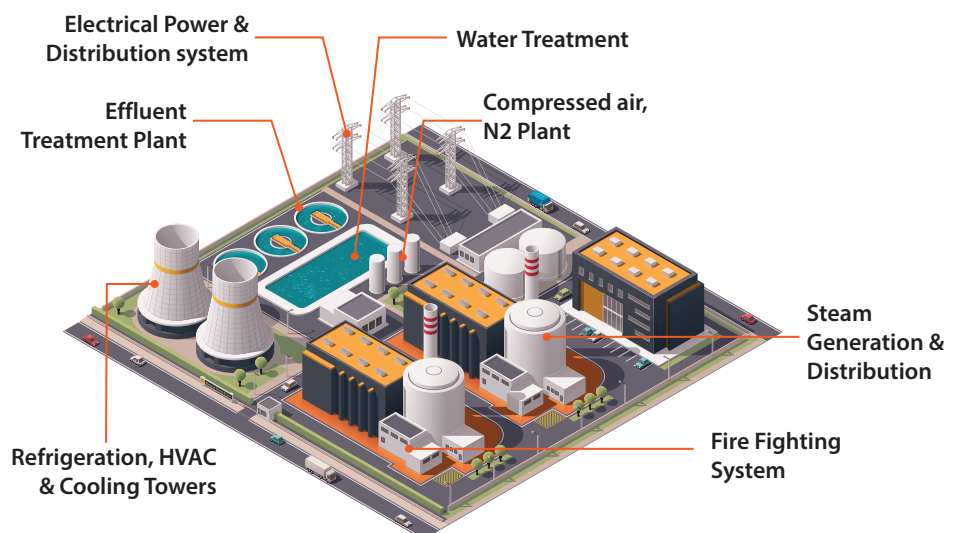 Electrical Power &
Distribution system
Water Treatment
Effluent
Treatment Plant
Compressed air,
N2 Plant
Steam
Generation &
Distribution
Refrigeration, HVAC
& Cooling Towers
Fire Fighting
System